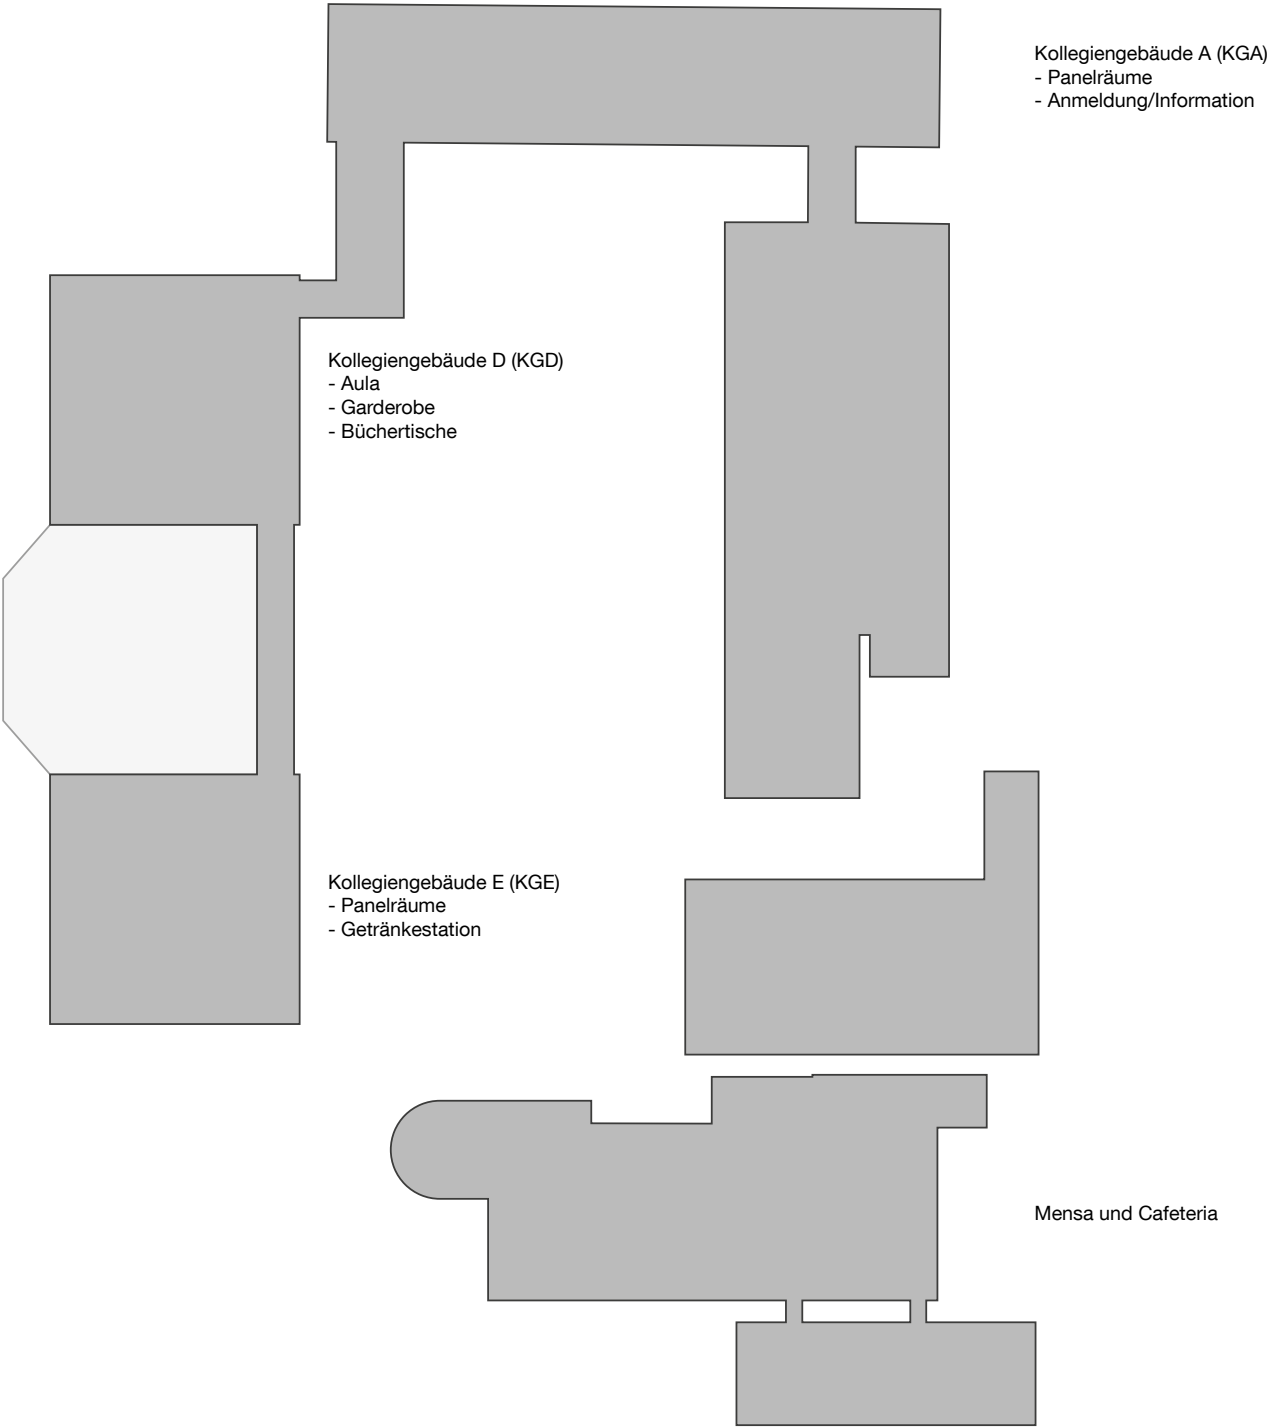 Kollegiengebäude A (KGA)
- Panelräume
- Anmeldung/Information
Kollegiengebäude D (KGD)
- Aula
- Garderobe
- Büchertische
Kollegiengebäude E (KGE)
- Panelräume
- Getränkestation
Mensa und Cafeteria